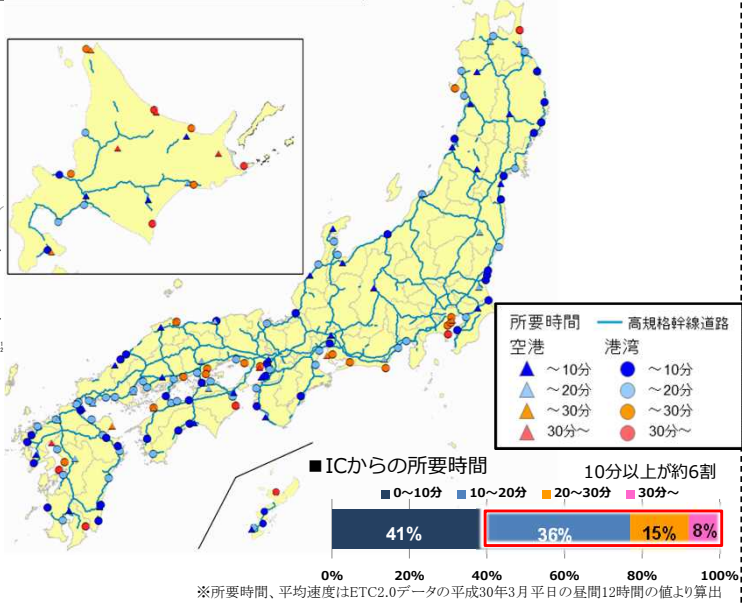 所要時間 高規格幹線道路
空港 港湾
～10分 ～10分
～20分 ～20分
～30分 ～30分
30分～ 30分～
■ICからの所要時間
10分以上が約6割
0～10分 10～20分 20～30分 30分～
41% 36% 15% 8%
0% 20% 40% 60% 80% 100%
※所要時間、平均速度はETC2.0データの平成30年3月平日の昼間12時間の値より算出